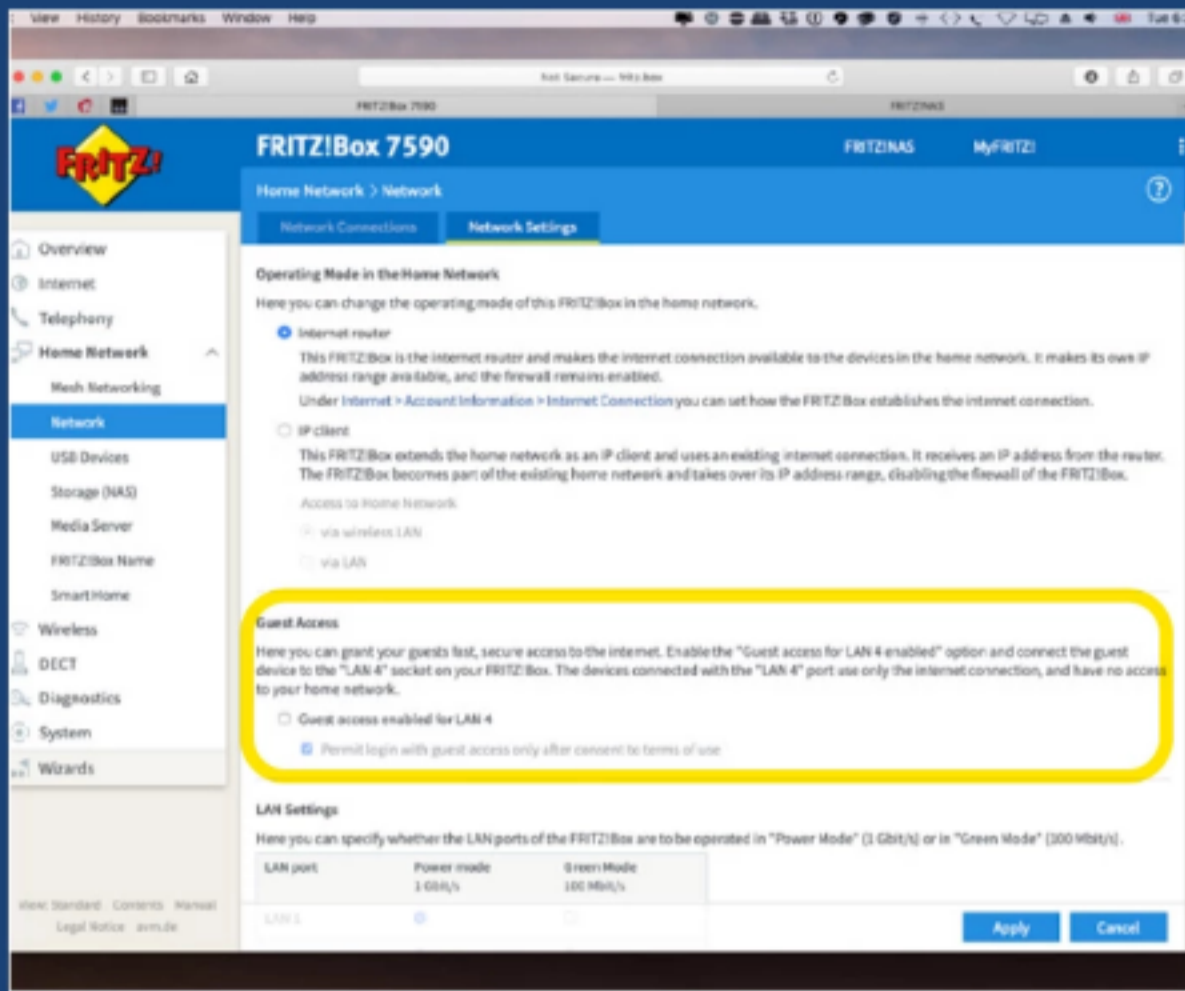 View History Bookmarks Window Help
Tue 6:
Not Secure — fritz.box
FRITZ!Box 7590
FRITZ!NAS
FRITZ!
FRITZ!Box 7590
FRITZ!NAS
MyFRITZ!
Home Network > Network
Network Connections
Network Settings
Overview
Internet
Telephony
Home Network
Mesh Networking
Network
USB Devices
Storage (NAS)
Media Server
FRITZ!Box Name
Smart Home
Wireless
DECT
Diagnostics
System
Wizards
View: Standard Contents Manual
Legal Notice avm.de
Operating Mode in the Home Network
Here you can change the operating mode of this FRITZ!Box in the home network.
Internet router
This FRITZ!Box is the internet router and makes the internet connection available to the devices in the home network. It makes its own IP
address range available, and the firewall remains enabled.
Under Internet > Account Information > Internet Connection you can set how the FRITZ!Box establishes the internet connection.
IP client
This FRITZ!Box extends the home network as an IP client and uses an existing internet connection. It receives an IP address from the router.
The FRITZ!Box becomes part of the existing home network and takes over its IP address range, disabling the firewall of the FRITZ!Box.
Access to Home Network
via wireless LAN
via LAN
Guest Access
Here you can grant your guests fast, secure access to the internet. Enable the "Guest access for LAN 4 enabled" option and connect the guest
device to the "LAN 4" socket on your FRITZ!Box. The devices connected with the "LAN 4" port use only the internet connection, and have no access
to your home network.
Guest access enabled for LAN 4
Permit login with guest access only after consent to terms of use
LAN Settings
Here you can specify whether the LAN ports of the FRITZ!Box are to be operated in "Power Mode" (1 Gbit/s) or in "Green Mode" (100 Mbit/s).
LAN port Power mode Green Mode
1 Gbit/s 100 Mbit/s
LAN 1
Apply
Cancel